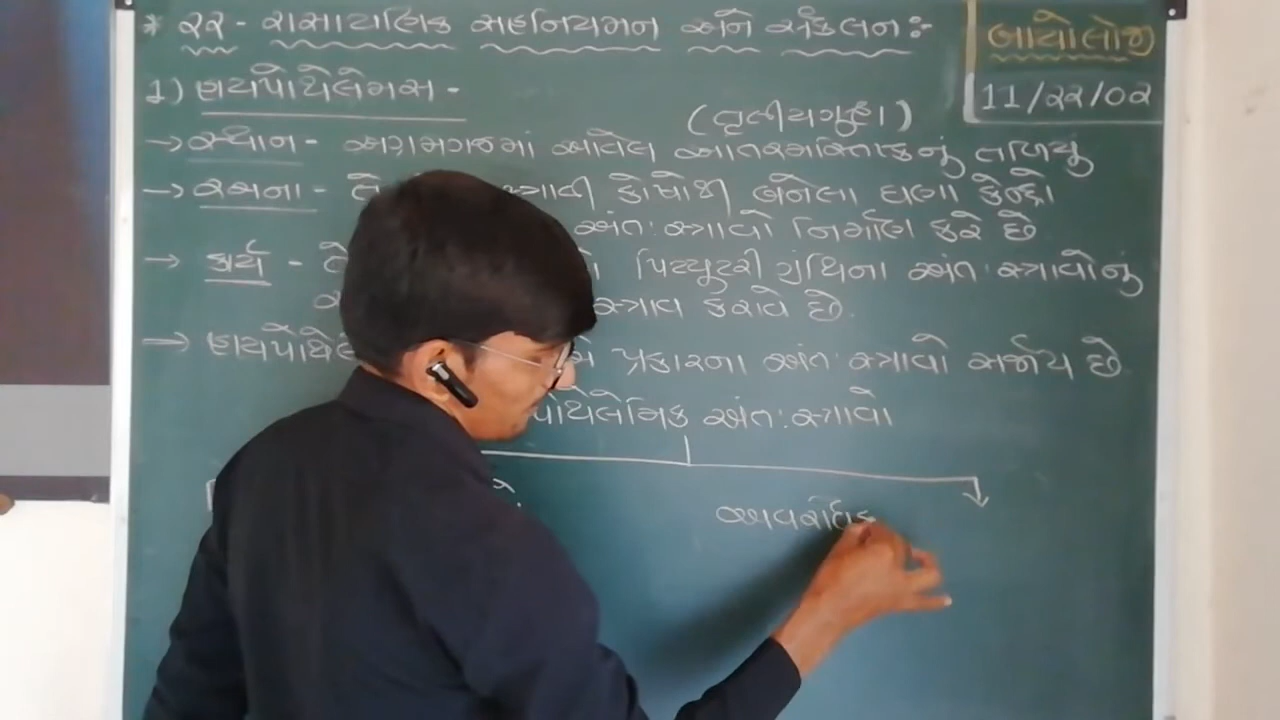 * ૨૨- રાસાયણિક સહનિયમન અને સંકલન :-
બાયોલોજી
11/૨૨/૦૨
1) હાયપોથેલેમસ -
(તૃતીયગુહા)
→ સ્થાન - અગ્રમગજમાં આવેલ આંતરમસ્તિષ્કનું તળિયું
→ રચના - સ્ત્રાવી કોષોથી બનેલા ઘણા કેન્દ્રો
અંતઃસ્ત્રાવો નિર્માણ કરે છે
→ કાર્ય - પિટ્યુટરી ગ્રંથિના અંતઃસ્ત્રાવોનું
સ્ત્રાવ કરાવે છે.
→ પ્રકારના અંતઃસ્ત્રાવો સર્જાય છે.
પોથેલેમિક અંતઃસ્ત્રાવો
અવરોધક